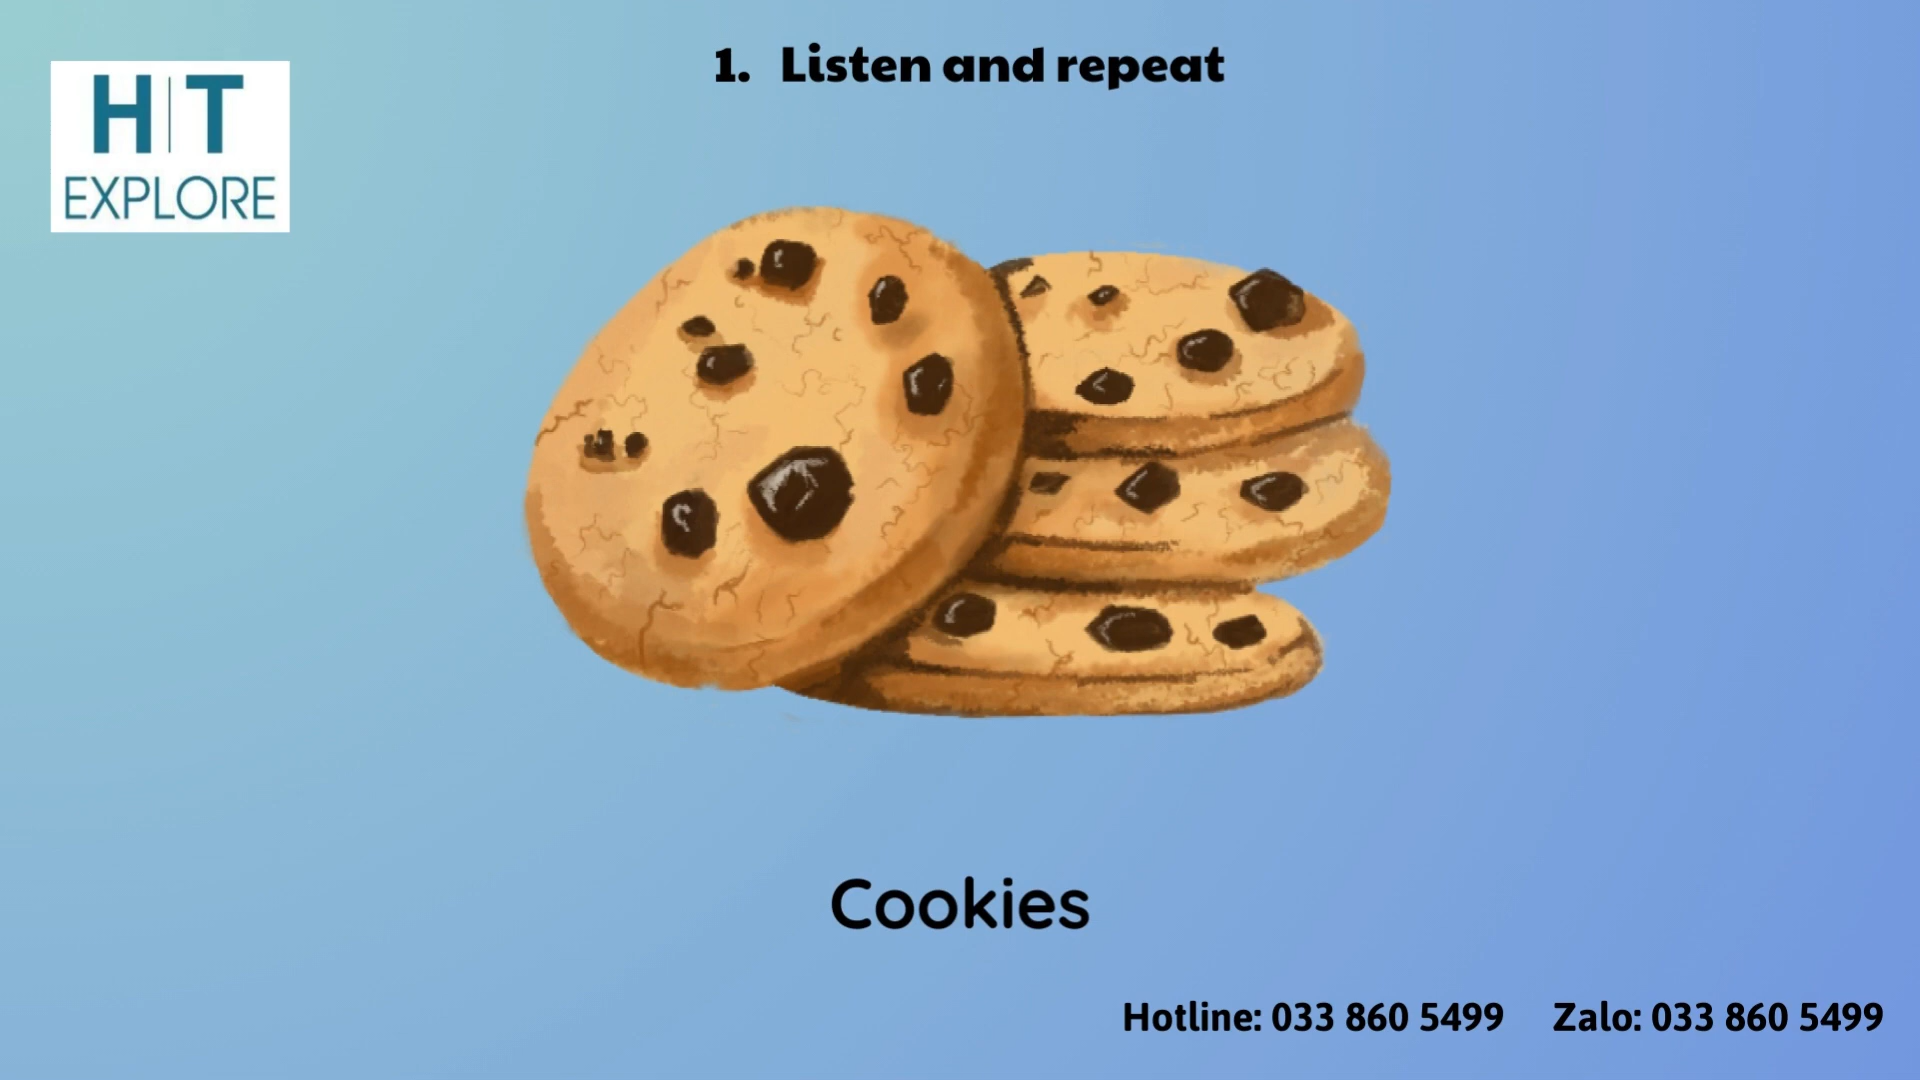 1. Listen and repeat
H|T
EXPLORE
Cookies
Hotline: 033 860 5499 Zalo: 033 860 5499